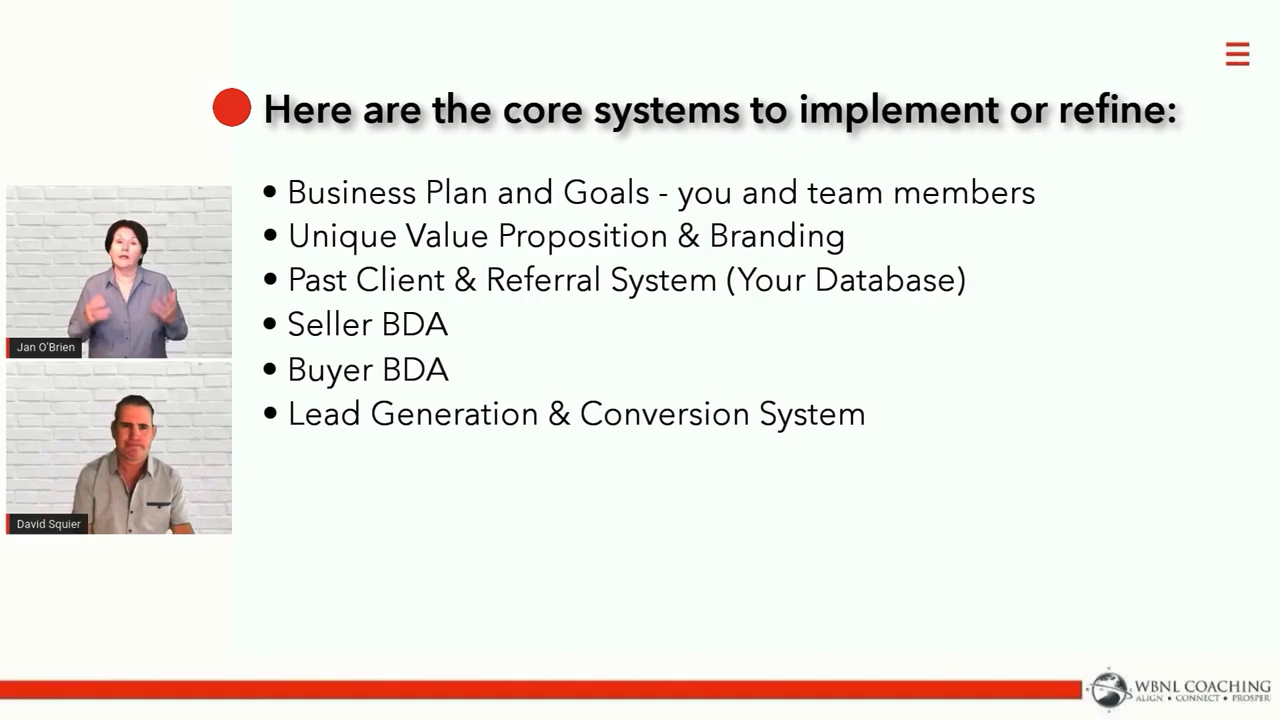 Here are the core systems to implement or refine:
• Business Plan and Goals - you and team members
• Unique Value Proposition & Branding
• Past Client & Referral System (Your Database)
• Seller BDA
• Buyer BDA
• Lead Generation & Conversion System
Jan O'Brien
David Squier
WBNL COACHING
ALIGN • CONNECT • PROSPER